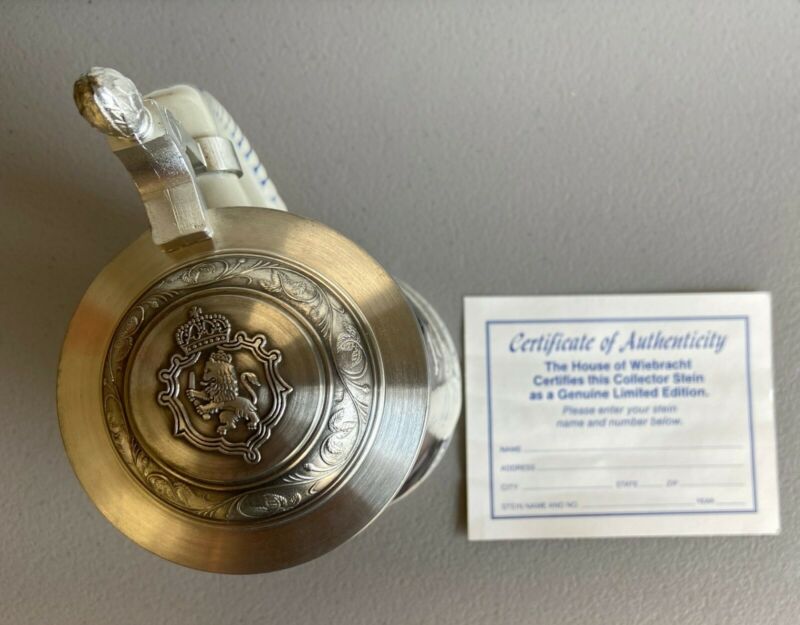 Certificate of Authenticity
The House of Wiebracht
Certifies this Collector Stein
as a Genuine Limited Edition.
Please enter your stein
name and number below.
NAME
ADDRESS
CITY STATE ZIP
STEIN NAME AND NO. YEAR